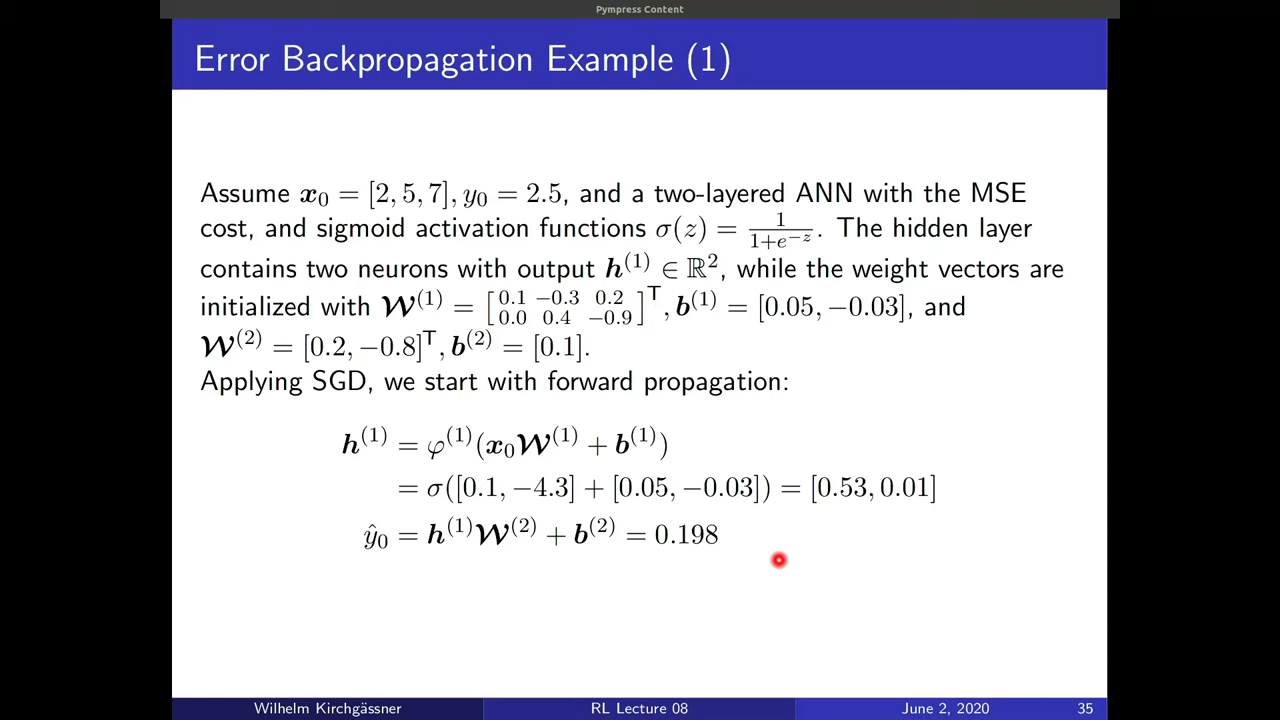 Pympress Content
Error Backpropagation Example (1)
Assume 𝒙₀ = [2, 5, 7], y₀ = 2.5, and a two-layered ANN with the MSE
cost, and sigmoid activation functions σ(z) = 1/(1+e⁻ᶻ). The hidden layer
contains two neurons with output 𝒉⁽¹⁾ ∈ ℝ², while the weight vectors are
initialized with 𝓦⁽¹⁾ = [0.1 −0.3 0.2; 0.0 0.4 −0.9]ᵀ, 𝒃⁽¹⁾ = [0.05, −0.03], and
𝓦⁽²⁾ = [0.2, −0.8]ᵀ, 𝒃⁽²⁾ = [0.1].
Applying SGD, we start with forward propagation:
𝒉⁽¹⁾ = φ⁽¹⁾(𝒙₀𝓦⁽¹⁾ + 𝒃⁽¹⁾)
= σ([0.1, −4.3] + [0.05, −0.03]) = [0.53, 0.01]
ŷ₀ = 𝒉⁽¹⁾𝓦⁽²⁾ + 𝒃⁽²⁾ = 0.198
Wilhelm Kirchgässner RL Lecture 08 June 2, 2020 35